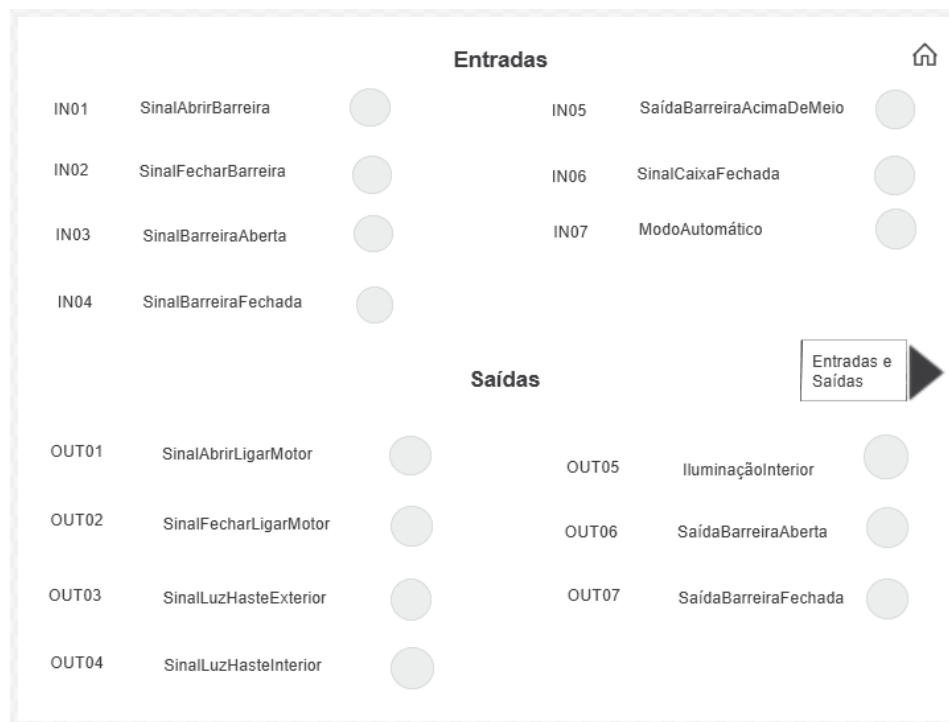 Entradas
IN01 SinalAbrirBarreira
IN05 SaídaBarreiraAcimaDeMeio
IN02 SinalFecharBarreira
IN06 SinalCaixaFechada
IN03 SinalBarreiraAberta
IN07 ModoAutomático
IN04 SinalBarreiraFechada
Entradas e
Saídas
Saídas
OUT01 SinalAbrirLigarMotor
OUT05 IluminaçãoInterior
OUT02 SinalFecharLigarMotor
OUT06 SaídaBarreiraAberta
OUT03 SinalLuzHasteExterior
OUT07 SaídaBarreiraFechada
OUT04 SinalLuzHasteInterior